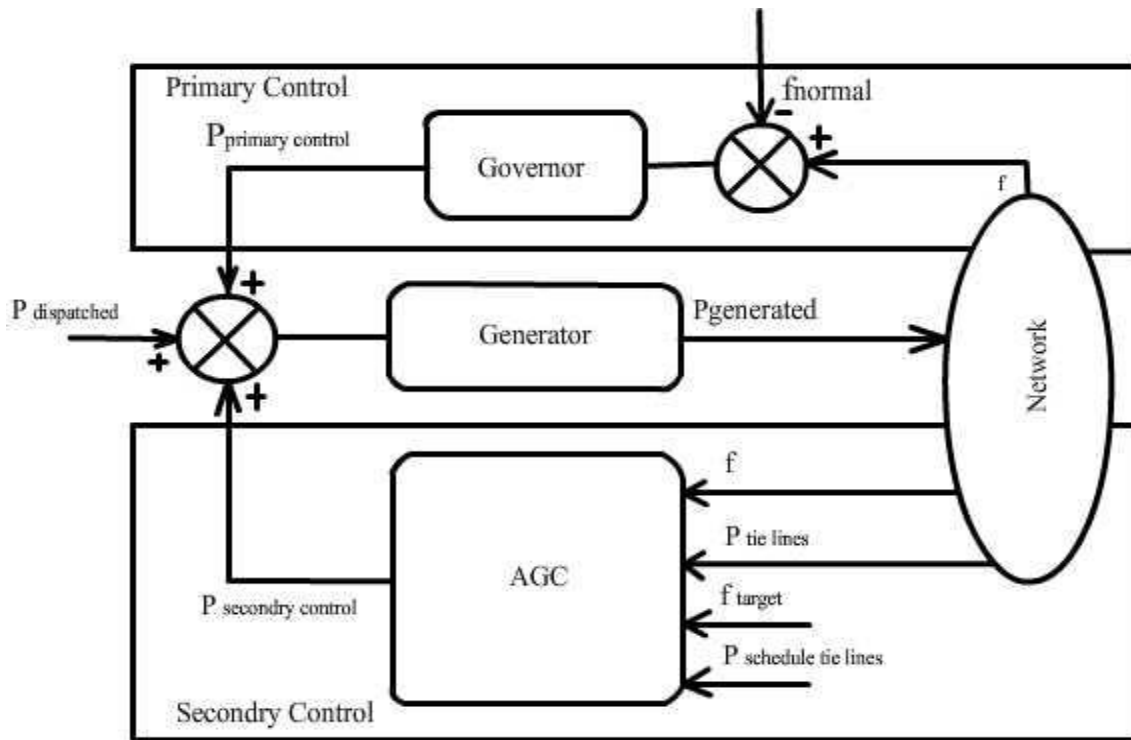 Primary Control
fnormal
- +
Pprimary control
Governor
f
+
P dispatched
+
Generator
Pgenerated
Network
+
f
P tie lines
AGC
f target
P secondry control
P schedule tie lines
Secondry Control